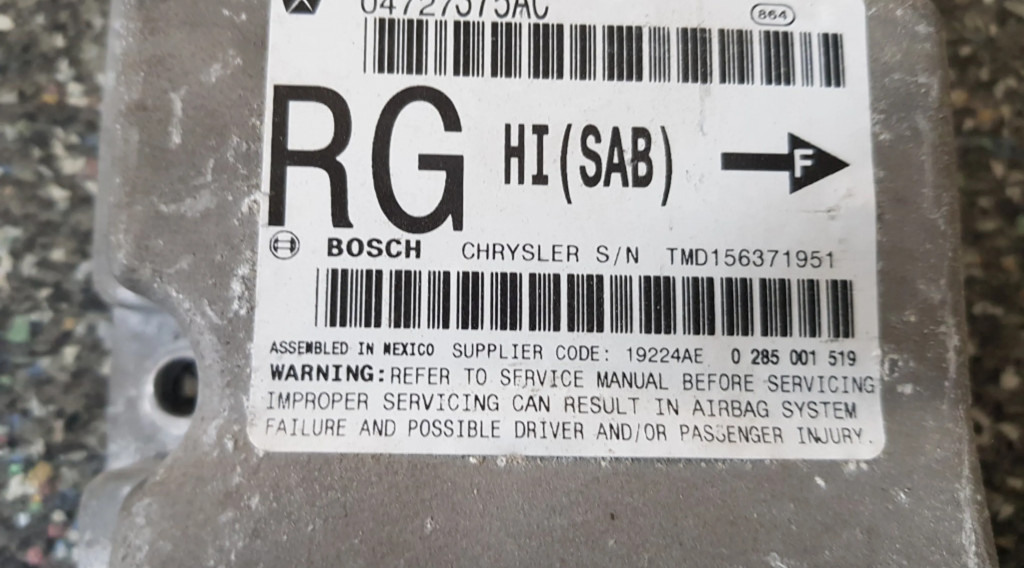 04727375AC 864
RG HI(SAB) F
BOSCH CHRYSLER S/N TMD156371951
ASSEMBLED IN MEXICO SUPPLIER CODE: 19224AE 0 285 001 519
WARNING: REFER TO SERVICE MANUAL BEFORE SERVICING
IMPROPER SERVICING CAN RESULT IN AIRBAG SYSTEM
FAILURE AND POSSIBLE DRIVER AND/OR PASSENGER INJURY.